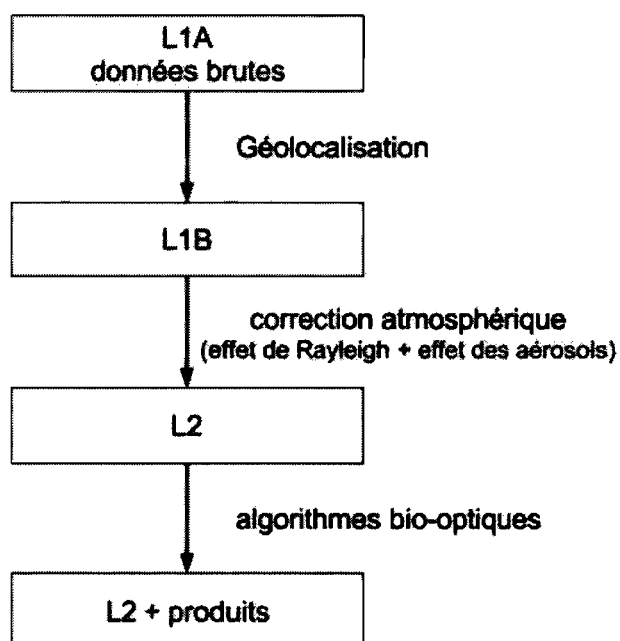 L1A
données brutes
Géolocalisation
L1B
correction atmosphérique
(effet de Rayleigh + effet des aérosols)
L2
algorithmes bio-optiques
L2 + produits